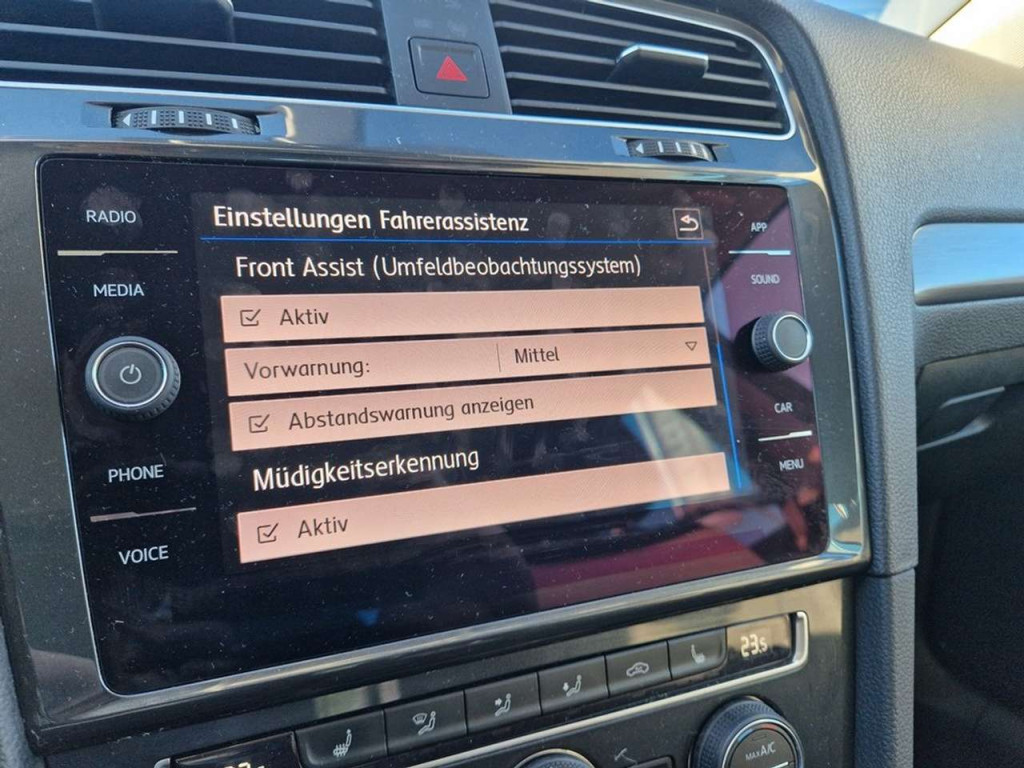 RADIO
MEDIA
PHONE
VOICE
Einstellungen Fahrerassistenz
Front Assist (Umfeldbeobachtungssystem)
Aktiv
Vorwarnung: Mittel
Abstandswarnung anzeigen
Müdigkeitserkennung
Aktiv
APP
SOUND
CAR
MENU
23.5
MAX A/C